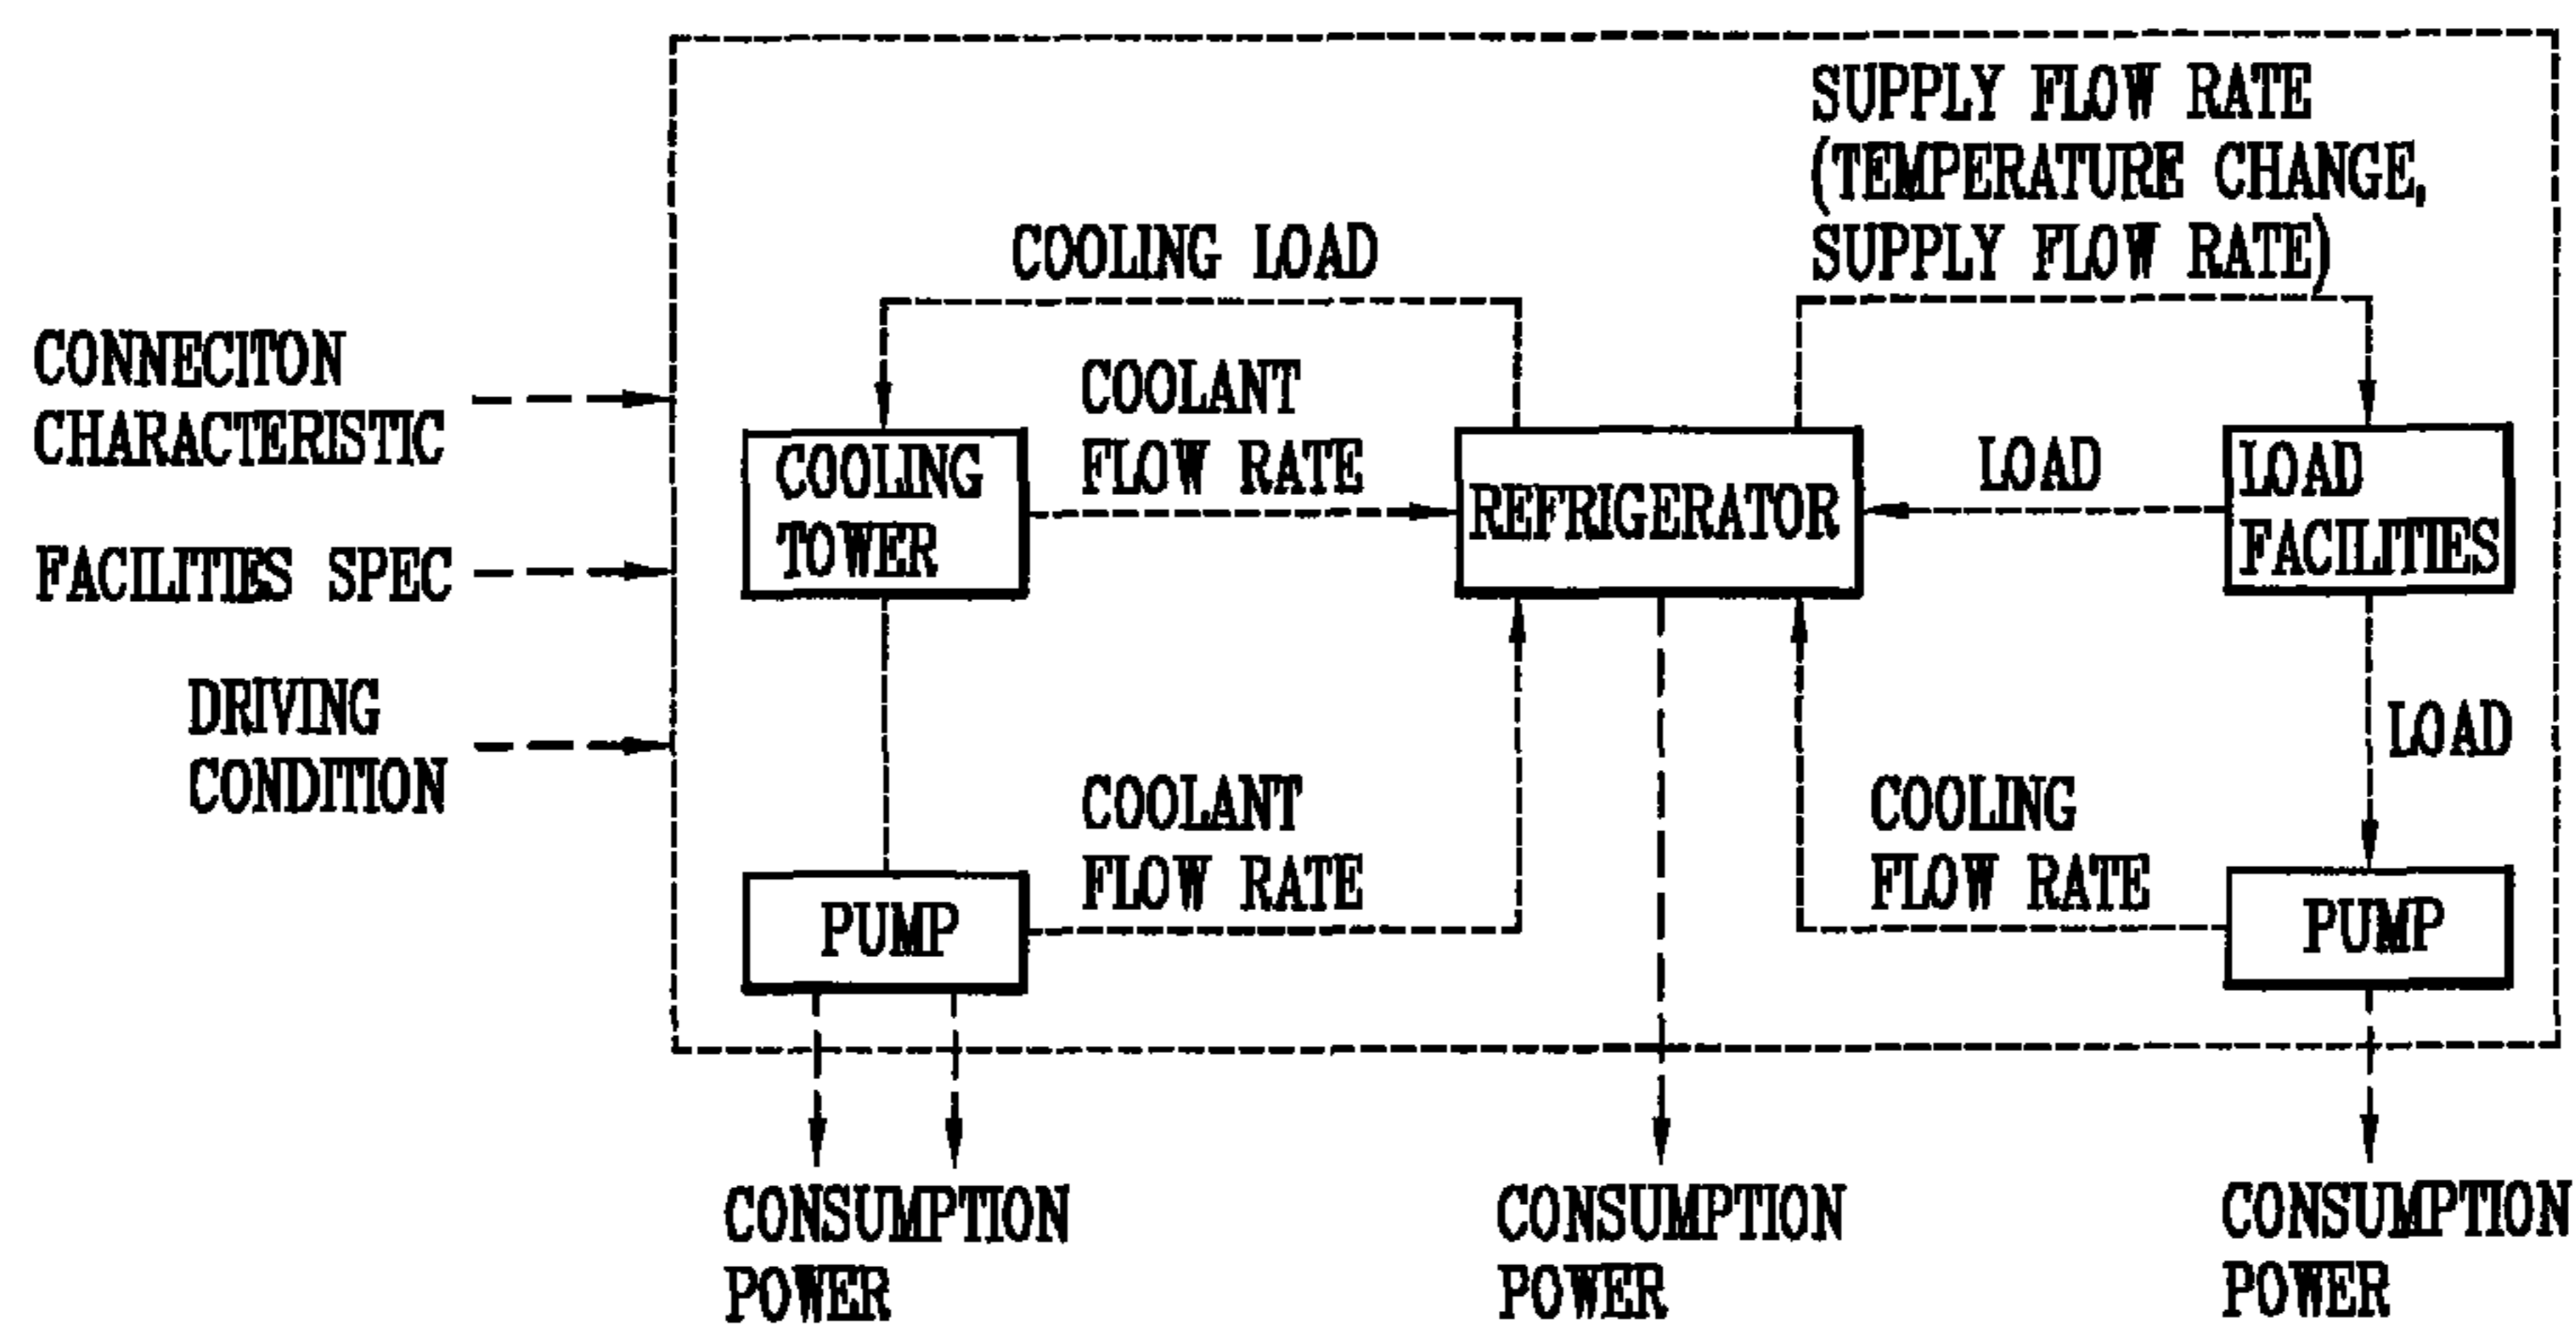 SUPPLY FLOW RATE
(TEMPERATURE CHANGE,
SUPPLY FLOW RATE)
COOLING LOAD
CONNECITON
CHARACTERISTIC
COOLANT
FLOW RATE
COOLING
TOWER
REFRIGERATOR
LOAD
LOAD
FACILITIES
FACILITIES SPEC
DRIVING
CONDITION
LOAD
COOLANT
FLOW RATE
COOLING
FLOW RATE
PUMP
PUMP
CONSUMPTION
POWER
CONSUMPTION
POWER
CONSUMPTION
POWER